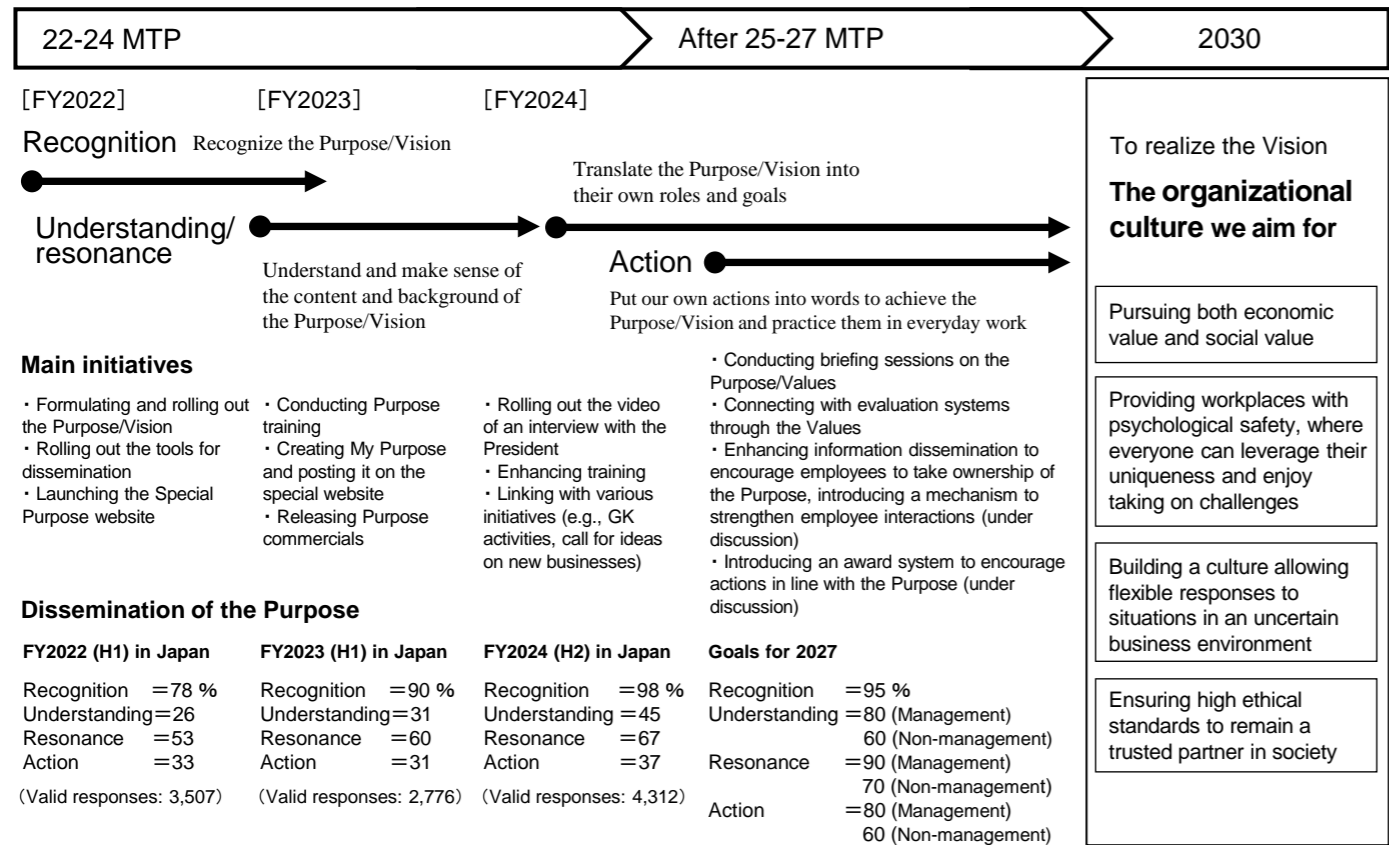 22-24 MTP
After 25-27 MTP
2030
［FY2022］
［FY2023］
［FY2024］
Recognition Recognize the Purpose/Vision
Understanding/
resonance
Understand and make sense of
the content and background of
the Purpose/Vision
Translate the Purpose/Vision into
their own roles and goals
Action
Put our own actions into words to achieve the
Purpose/Vision and practice them in everyday work
Main initiatives
・Formulating and rolling out
the Purpose/Vision
・Rolling out the tools for
dissemination
・Launching the Special
Purpose website
・Conducting Purpose
training
・Creating My Purpose
and posting it on the
special website
・Releasing Purpose
commercials
・Rolling out the video
of an interview with the
President
・Enhancing training
・Linking with various
initiatives (e.g., GK
activities, call for ideas
on new businesses)
・Conducting briefing sessions on the
Purpose/Values
・Connecting with evaluation systems
through the Values
・Enhancing information dissemination to
encourage employees to take ownership of
the Purpose, introducing a mechanism to
strengthen employee interactions (under
discussion)
・Introducing an award system to encourage
actions in line with the Purpose (under
discussion)
Dissemination of the Purpose
FY2022 (H1) in Japan
Recognition ＝78 %
Understanding＝26
Resonance ＝53
Action ＝33
（Valid responses: 3,507）
FY2023 (H1) in Japan
Recognition ＝90 %
Understanding＝31
Resonance ＝60
Action ＝31
（Valid responses: 2,776）
FY2024 (H2) in Japan
Recognition ＝98 %
Understanding ＝45
Resonance ＝67
Action ＝37
（Valid responses: 4,312）
Goals for 2027
Recognition ＝95 %
Understanding ＝80 (Management)
60 (Non-management)
Resonance ＝90 (Management)
70 (Non-management)
Action ＝80 (Management)
60 (Non-management)
To realize the Vision
The organizational
culture we aim for
Pursuing both economic
value and social value
Providing workplaces with
psychological safety, where
everyone can leverage their
uniqueness and enjoy
taking on challenges
Building a culture allowing
flexible responses to
situations in an uncertain
business environment
Ensuring high ethical
standards to remain a
trusted partner in society